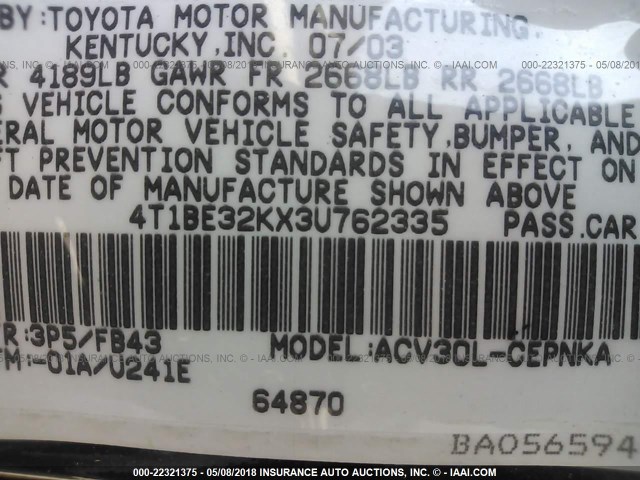 BY:TOYOTA MOTOR MANUFACTURING,
KENTUCKY,INC. 07/03
R 4189LB GAWR FR 2668LB RR 2668LB
S VEHICLE CONFORMS TO ALL APPLICABLE
ERAL MOTOR VEHICLE SAFETY,BUMPER, AND
FT PREVENTION STANDARDS IN EFFECT ON
DATE OF MANUFACTURE SHOWN ABOVE
4T1BE32KX3U762335 PASS.CAR
R:3P5/FB43 MODEL:ACV30L-CEPNKA
M:-01A/U241E
64870
BA056594
000-22321375 - 05/08/2018 - INSURANCE AUTO AUCTIONS, INC. - © IAAI.COM